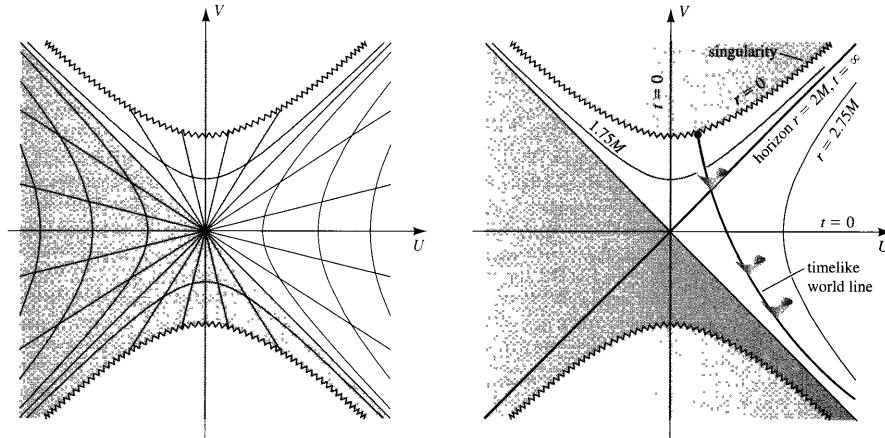 V
U
V
singularity
t = 0
r = 0
horizon r = 2M, t = ∞
1.75M
r = 2.75M
t = 0
U
timelike
world line